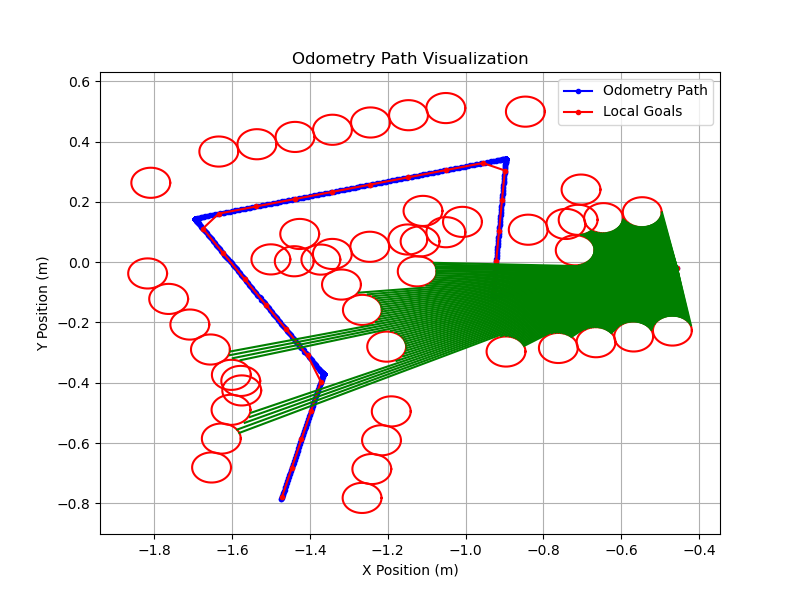 Odometry Path Visualization
Odometry Path
Local Goals
Y Position (m)
0.6
0.4
0.2
0.0
−0.2
−0.4
−0.6
−0.8
−1.8 −1.6 −1.4 −1.2 −1.0 −0.8 −0.6 −0.4
X Position (m)